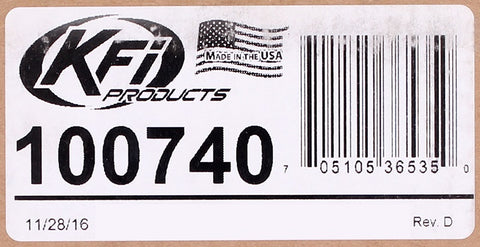 KFi
PRODUCTS
MADE IN THE USA
100740
7 05105 36535 0
11/28/16
Rev. D